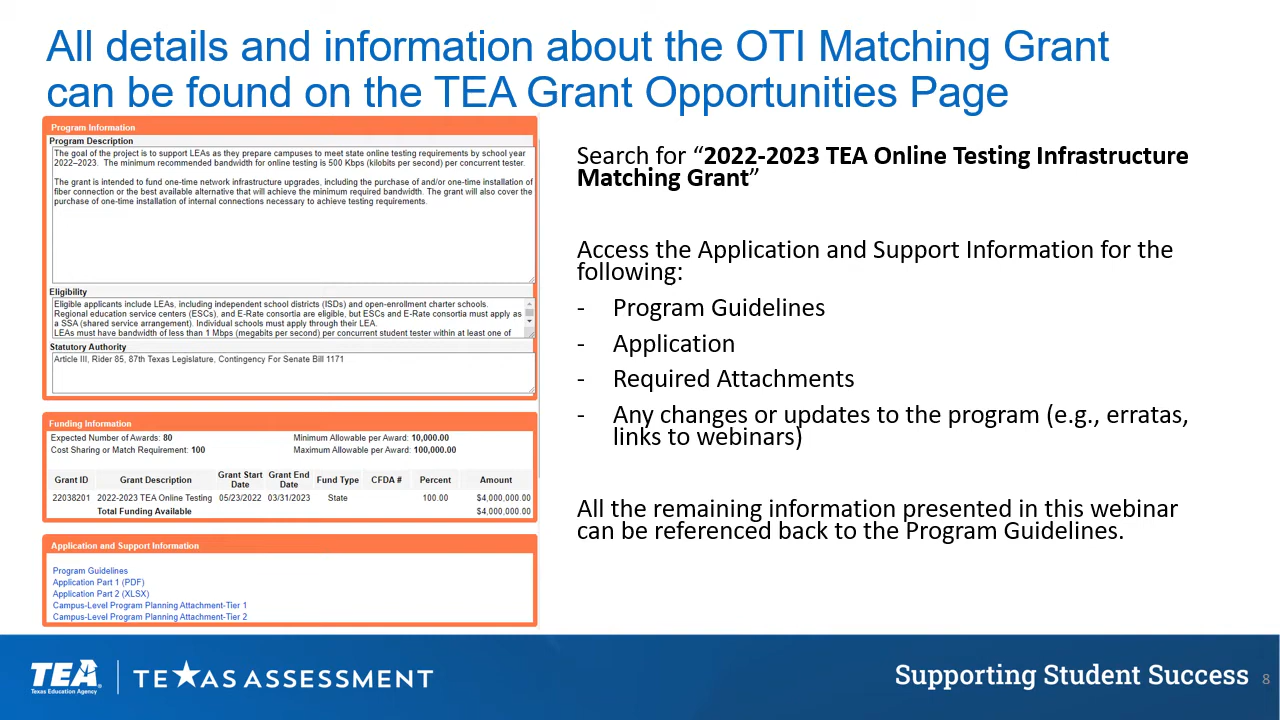 All details and information about the OTI Matching Grant
can be found on the TEA Grant Opportunities Page
Program Information
Program Description
The goal of the project is to support LEAs as they prepare campuses to meet state online testing requirements by school year
2022–2023. The minimum recommended bandwidth for online testing is 500 Kbps (kilobits per second) per concurrent tester.
The grant is intended to fund one-time network infrastructure upgrades, including the purchase of and/or one-time installation of
fiber connection or the best available alternative that will achieve the minimum required bandwidth. The grant will also cover the
purchase of one-time installation of internal connections necessary to achieve testing requirements.
Eligibility
Eligible applicants include LEAs, including independent school districts (ISDs) and open-enrollment charter schools.
Regional education service centers (ESCs), and E-Rate consortia are eligible, but ESCs and E-Rate consortia must apply as
a SSA (shared service arrangement). Individual schools must apply through their LEA.
LEAs must have bandwidth of less than 1 Mbps (megabits per second) per concurrent student tester within at least one of
Statutory Authority
Article III, Rider 85, 87th Texas Legislature, Contingency For Senate Bill 1171
Funding Information
Expected Number of Awards: 80 Minimum Allowable per Award: 10,000.00
Cost Sharing or Match Requirement: 100 Maximum Allowable per Award: 100,000.00
Grant ID Grant Description Grant Start Date Grant End Date Fund Type CFDA # Percent Amount
22038201 2022-2023 TEA Online Testing 05/23/2022 03/31/2023 State 100.00 $4,000,000.00
Total Funding Available $4,000,000.00
Application and Support Information
Program Guidelines
Application Part 1 (PDF)
Application Part 2 (XLSX)
Campus-Level Program Planning Attachment-Tier 1
Campus-Level Program Planning Attachment-Tier 2
Search for “2022-2023 TEA Online Testing Infrastructure
Matching Grant”
Access the Application and Support Information for the
following:
- Program Guidelines
- Application
- Required Attachments
- Any changes or updates to the program (e.g., erratas,
links to webinars)
All the remaining information presented in this webinar
can be referenced back to the Program Guidelines.
TEA
Texas Education Agency
TEXAS ASSESSMENT
Supporting Student Success
8